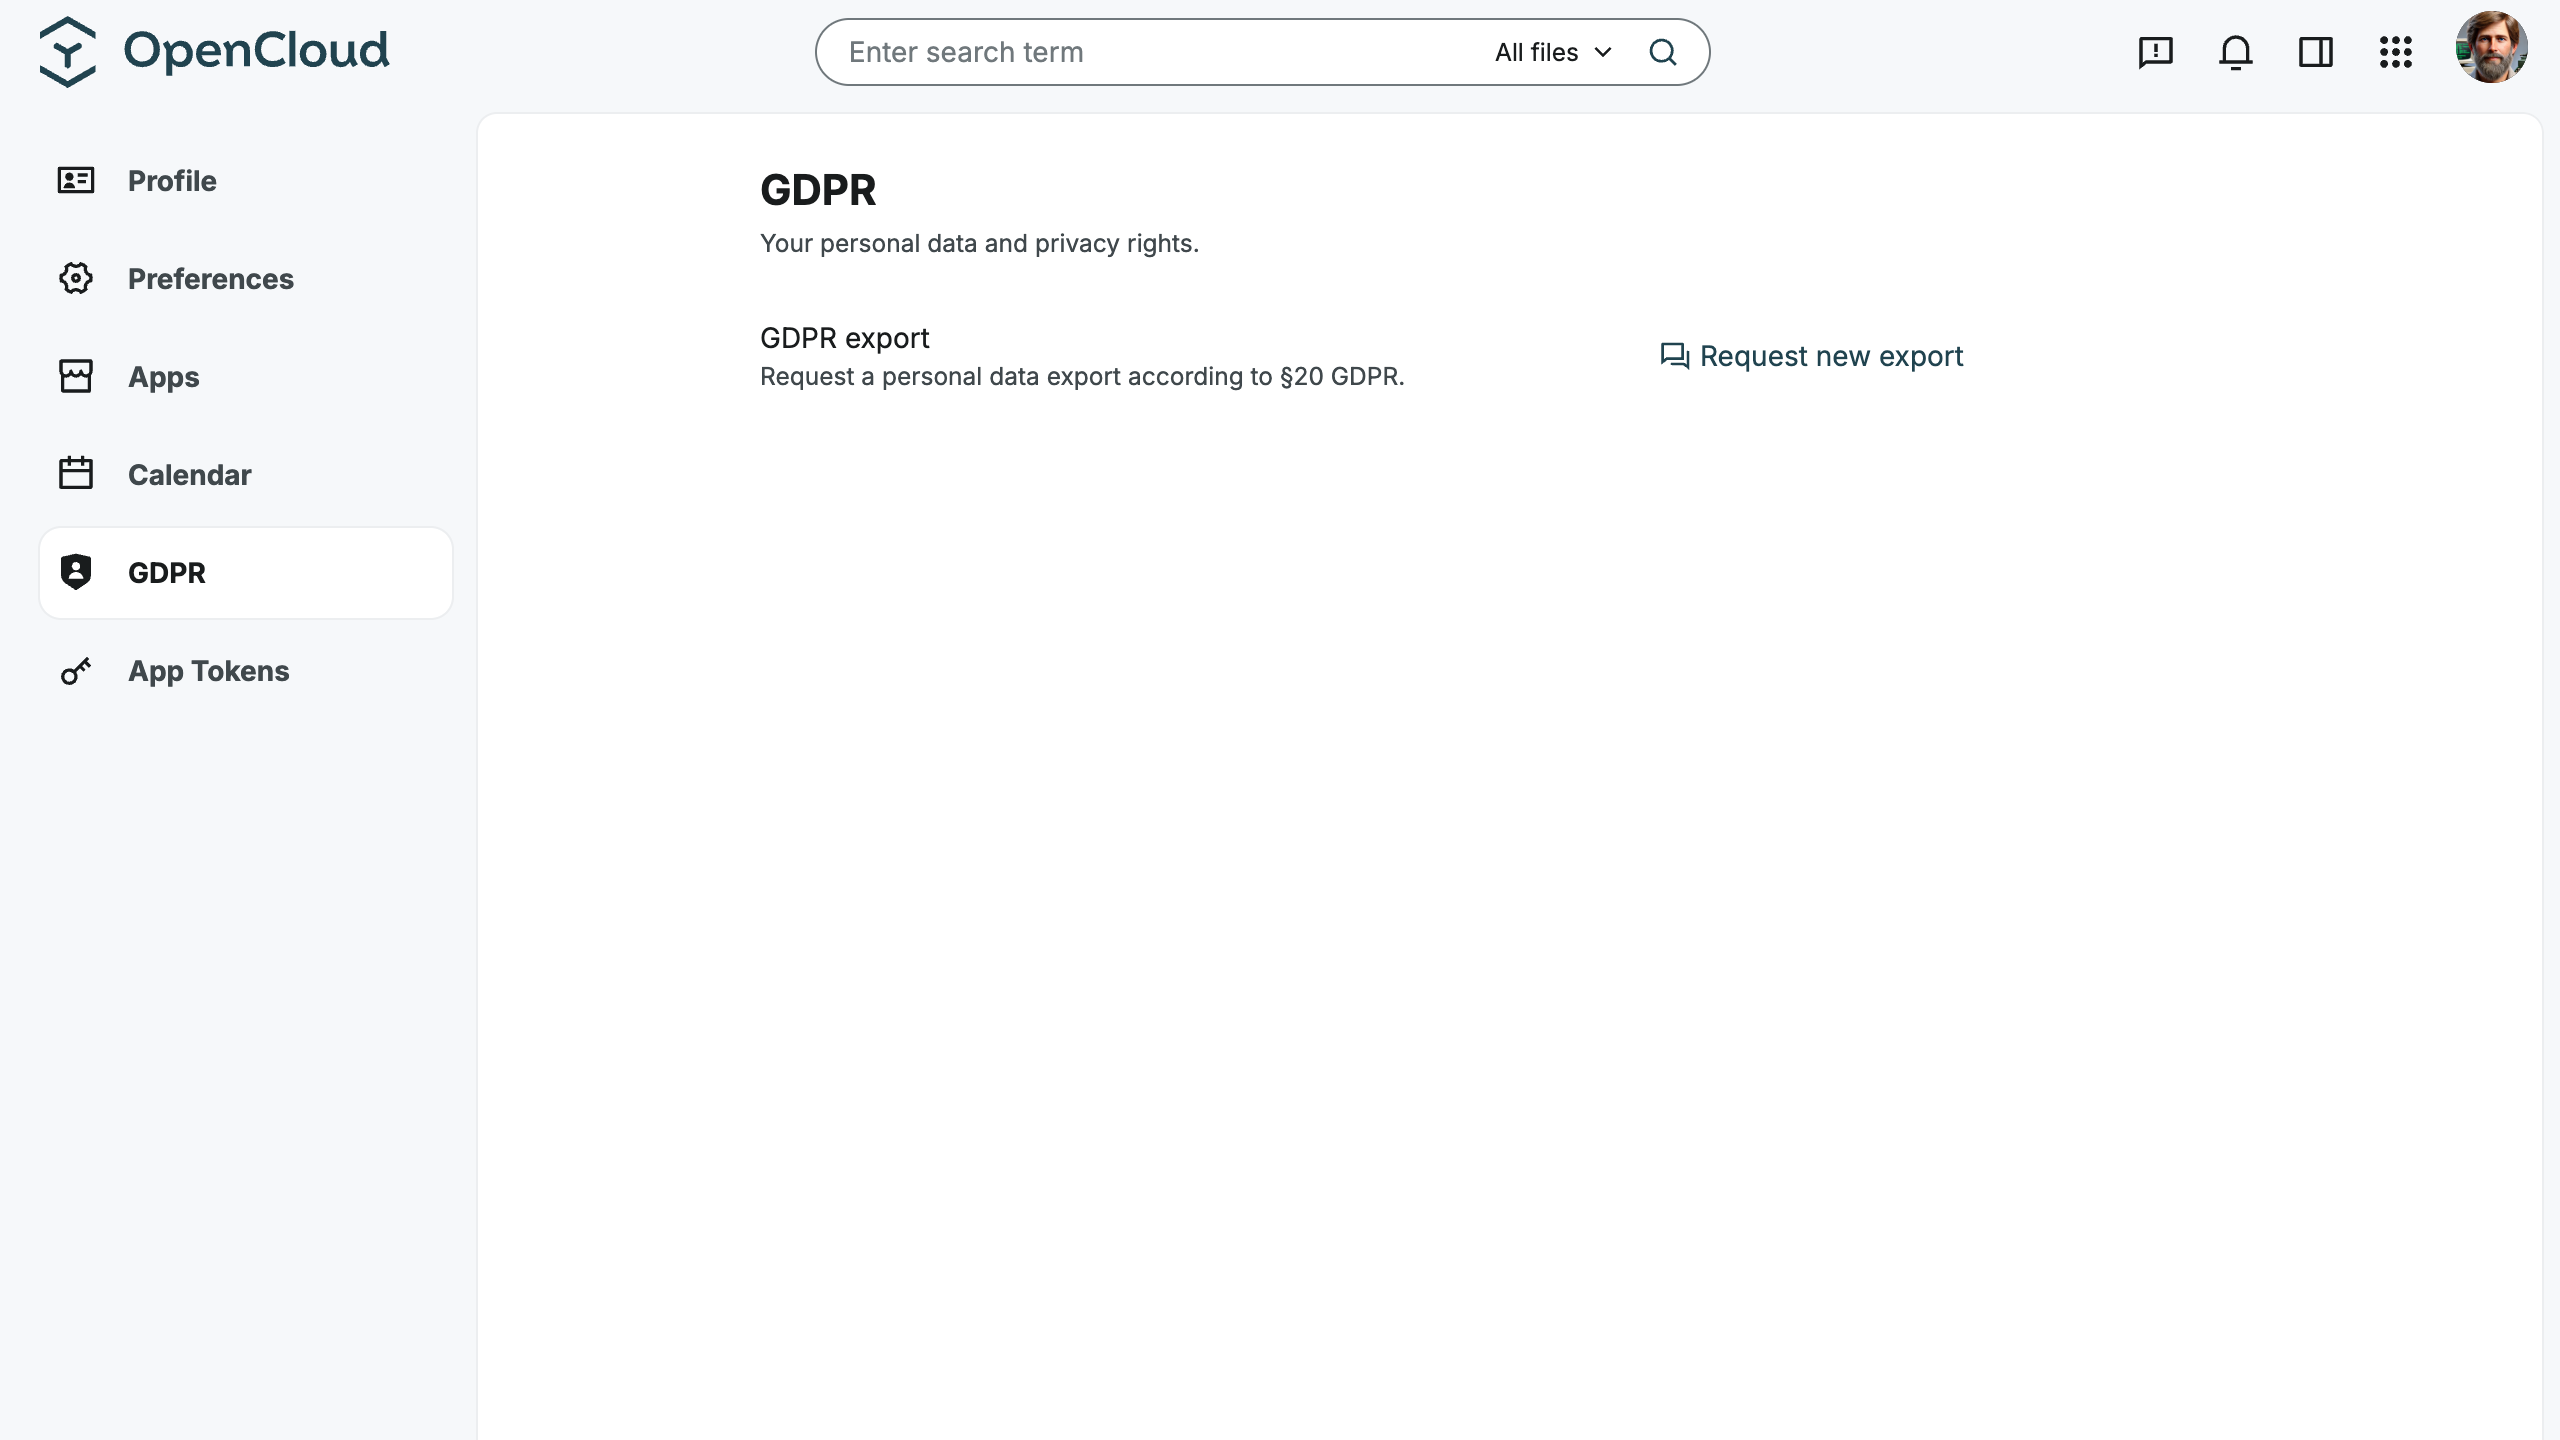 OpenCloud
Enter search term
All files
Profile
Preferences
Apps
Calendar
GDPR
App Tokens
GDPR
Your personal data and privacy rights.
GDPR export
Request a personal data export according to §20 GDPR.
Request new export